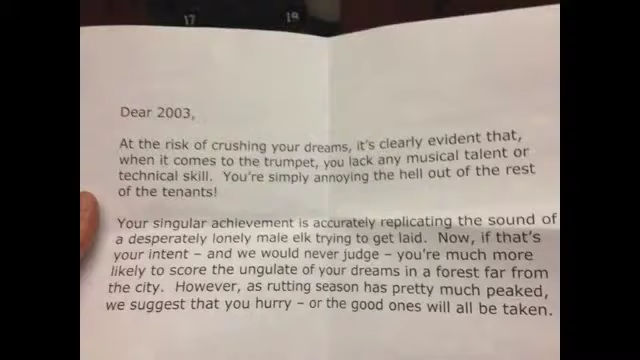 17 19
Dear 2003,
At the risk of crushing your dreams, it's clearly evident that,
when it comes to the trumpet, you lack any musical talent or
technical skill.  You're simply annoying the hell out of the rest
of the tenants!
Your singular achievement is accurately replicating the sound of
a desperately lonely male elk trying to get laid.  Now, if that's
your intent – and we would never judge – you're much more
likely to score the ungulate of your dreams in a forest far from
the city.  However, as rutting season has pretty much peaked,
we suggest that you hurry – or the good ones will all be taken.